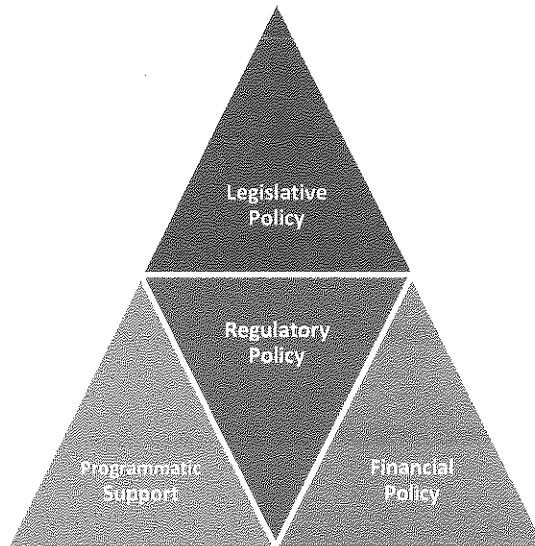 Legislative
Policy
Regulatory
Policy
Programmatic
Support
Financial
Policy